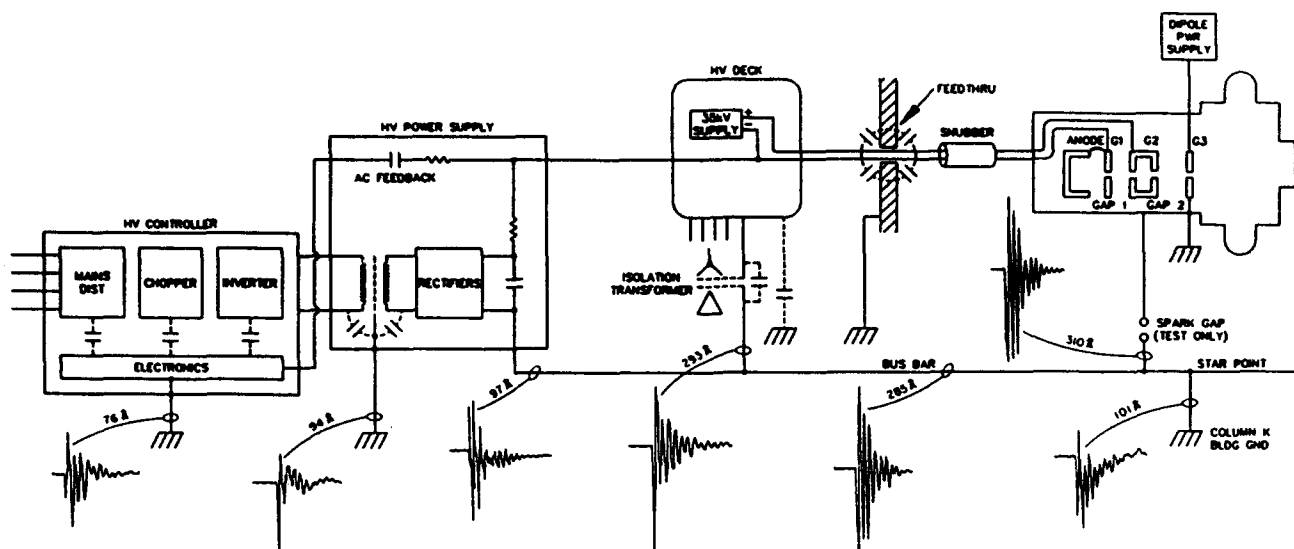 DIPOLE
PWR
SUPPLY
HV DECK
FEEDTHRU
38kV
SUPPLY
+
−
SNUBBER
HV POWER SUPPLY
ANODE
G1
G2
G3
AC FEEDBACK
GAP 1
GAP 2
HV CONTROLLER
MAINS
DIST
CHOPPER
INVERTER
RECTIFIERS
ISOLATION
TRANSFORMER
SPARK GAP
(TEST ONLY)
ELECTRONICS
BUS BAR
STAR POINT
76 A
94 A
97 A
293 A
285 A
310 A
101 A
COLUMN K
BLDG GND